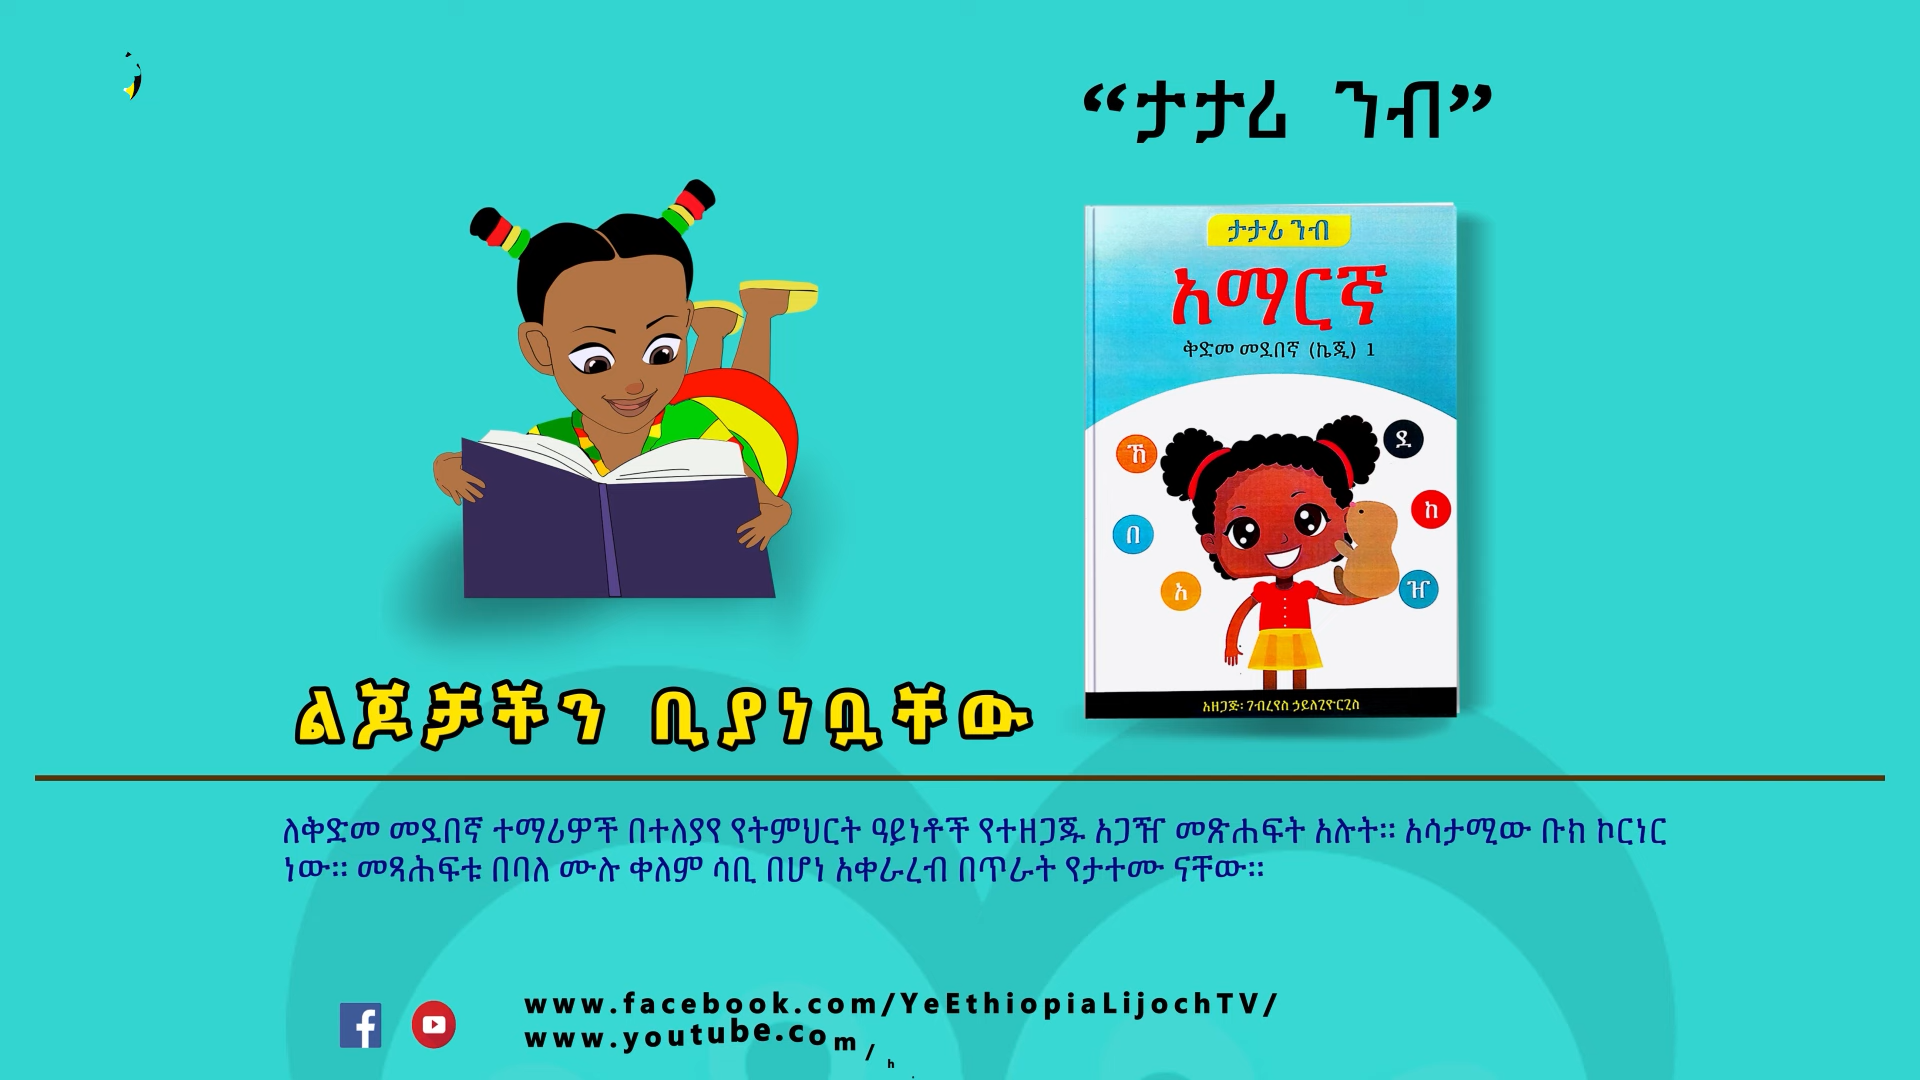 “ታታሪ ንብ”
ታታሪ ንብ
አማርኛ
ቅድመ መደበኛ (ኬጂ) 1
ኸ
ደ
ከ
በ
አ
ዠ
አዘጋጅ፡ ገብረየስ ኃይለጊዮርጊስ
ልጆቻችን ቢያነቧቸው
ለቅድመ መደበኛ ተማሪዎች በተለያየ የትምህርት ዓይነቶች የተዘጋጁ አጋዥ መጽሐፍት አሉት። አሳታሚው ቡክ ኮርነር
ነው። መጻሕፍቱ በባለ ሙሉ ቀለም ሳቢ በሆነ አቀራረብ በጥራት የታተሙ ናቸው።
www.facebook.com/YeEthiopiaLijochTV/
www.youtube.com/h